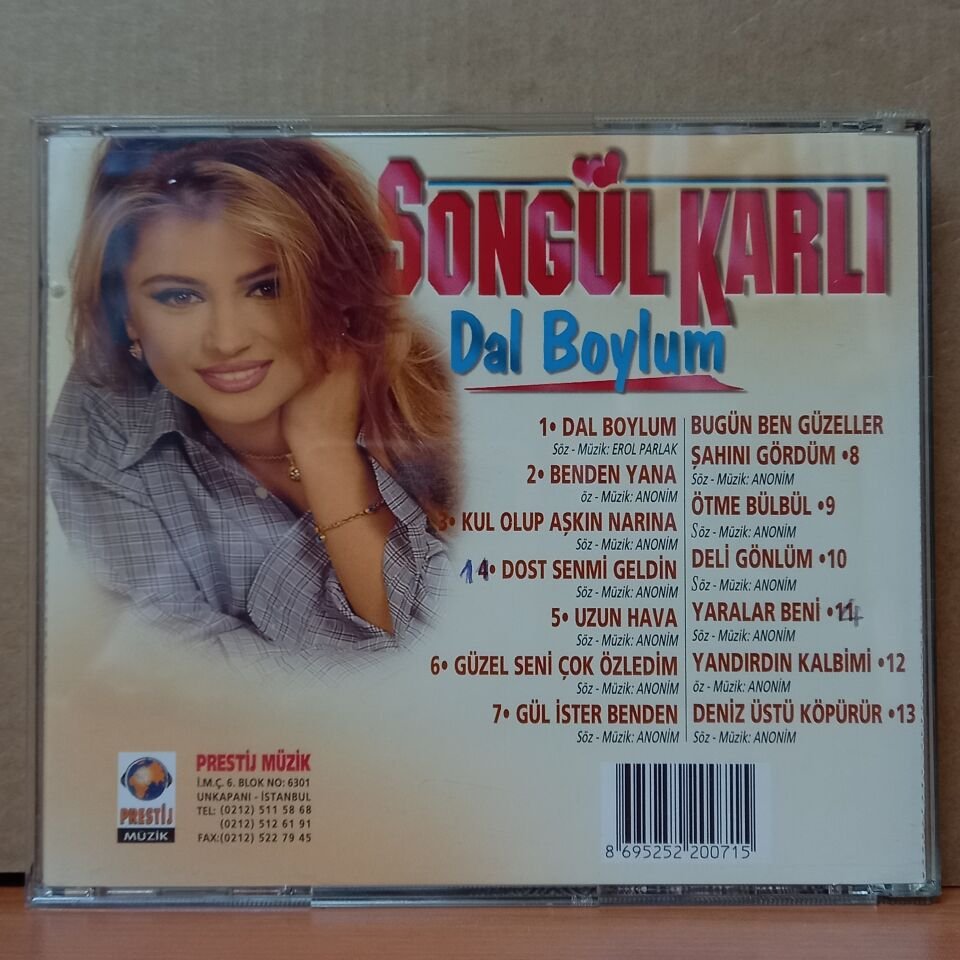 SONGÜL KARLI
Dal Boylum
1• DAL BOYLUM
Söz - Müzik: EROL PARLAK
2• BENDEN YANA
öz - Müzik: ANONİM
3• KUL OLUP AŞKIN NARINA
Söz - Müzik: ANONİM
14• DOST SENMİ GELDİN
Söz - Müzik: ANONİM
5• UZUN HAVA
Söz - Müzik: ANONİM
6• GÜZEL SENİ ÇOK ÖZLEDİM
Söz - Müzik: ANONİM
7• GÜL İSTER BENDEN
Söz - Müzik: ANONİM
BUGÜN BEN GÜZELLER
ŞAHINI GÖRDÜM •8
Söz - Müzik: ANONİM
ÖTME BÜLBÜL •9
Söz - Müzik: ANONİM
DELİ GÖNLÜM •10
Söz - Müzik: ANONİM
YARALAR BENİ •11
Söz - Müzik: ANONİM
YANDIRDIN KALBİMİ •12
öz - Müzik: ANONİM
DENİZ ÜSTÜ KÖPÜRÜR •13
Söz - Müzik: ANONİM
PRESTİJ
MÜZİK
PRESTİJ MÜZİK
İ.M.Ç. 6. BLOK NO: 6301
UNKAPANI - İSTANBUL
TEL: (0212) 511 58 68
(0212) 512 61 91
FAX:(0212) 522 79 45
8 695252 200715